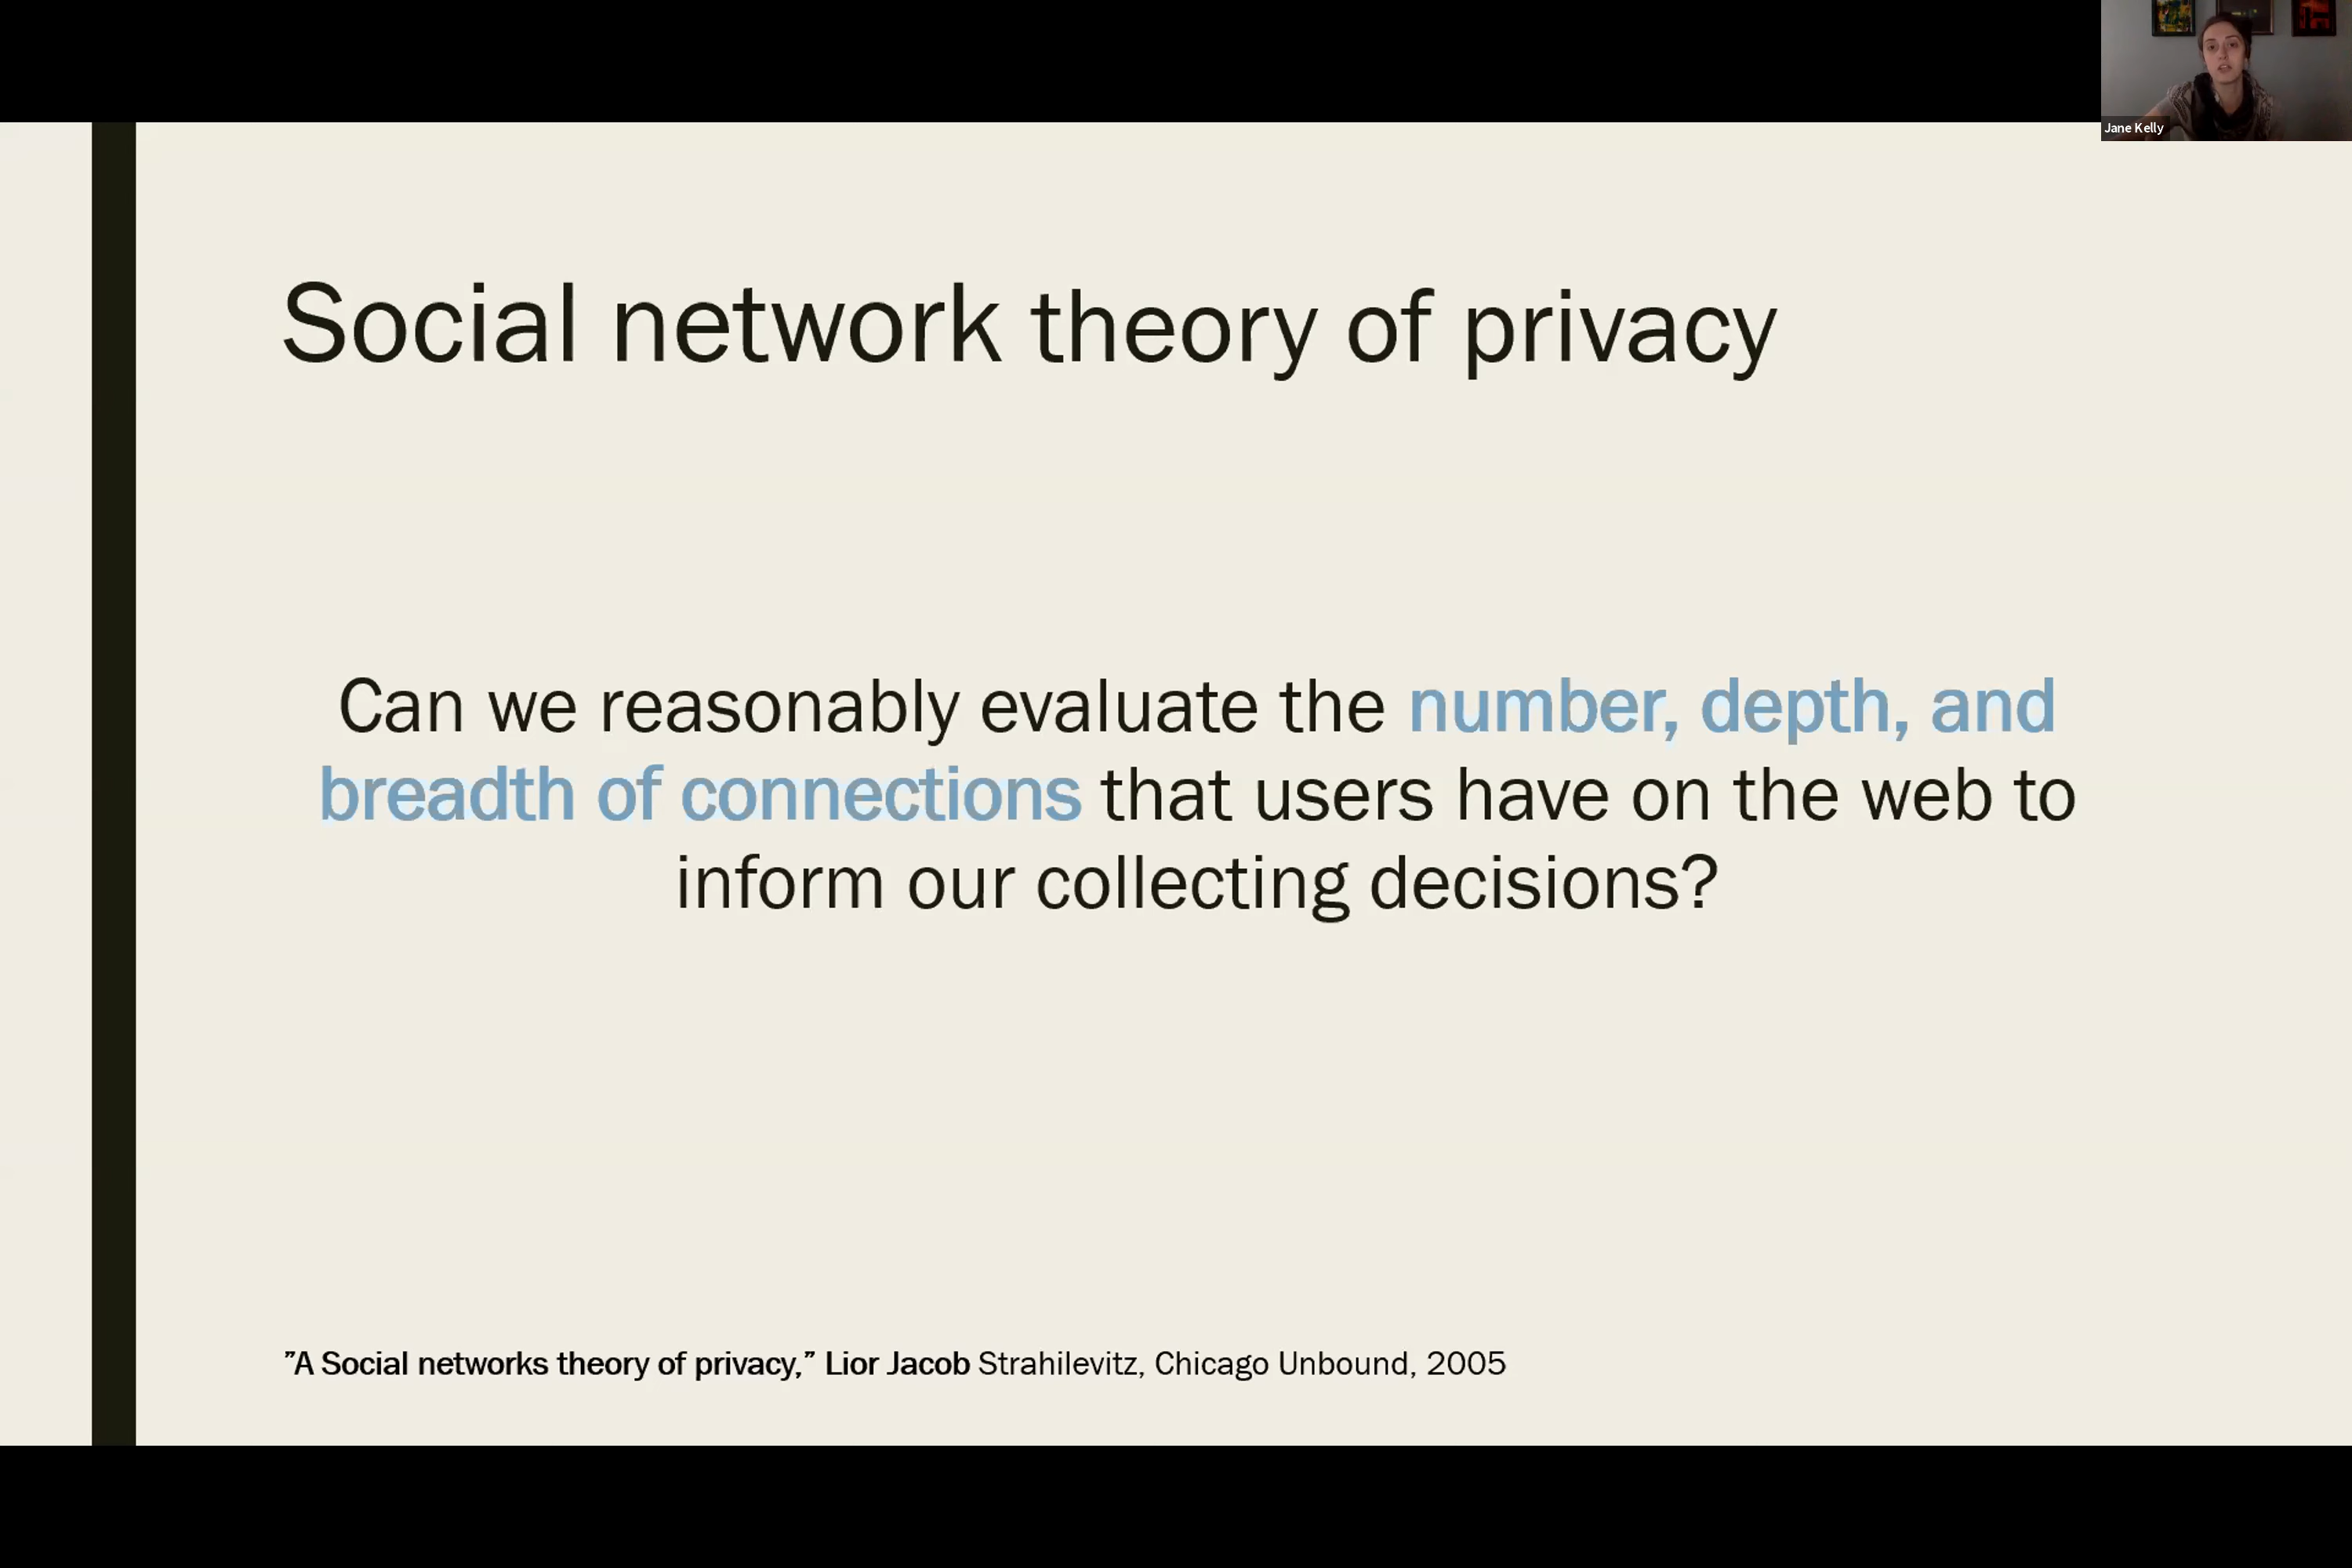 Jane Kelly
Social network theory of privacy
Can we reasonably evaluate the number, depth, and
breadth of connections that users have on the web to
inform our collecting decisions?
”A Social networks theory of privacy,” Lior Jacob Strahilevitz, Chicago Unbound, 2005